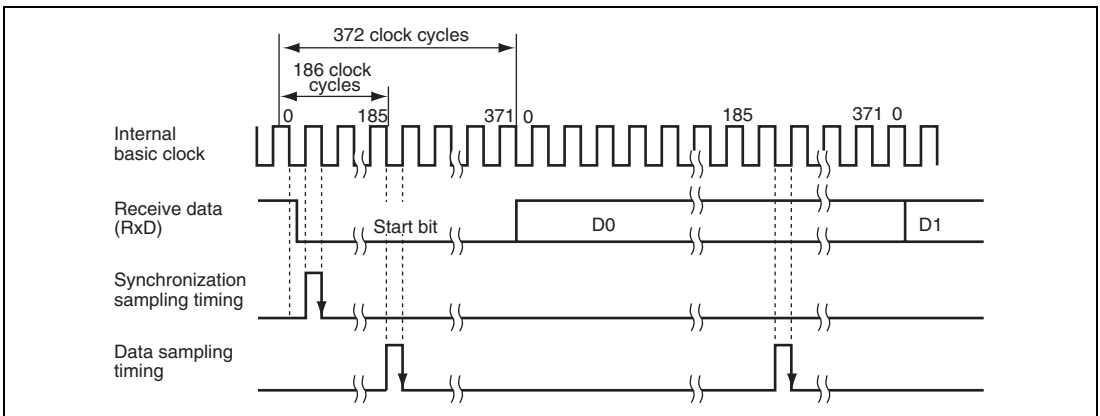 372 clock cycles
186 clock
cycles
0 185 371 0 185 371 0
Internal
basic clock
Receive data
(RxD)
Start bit D0 D1
Synchronization
sampling timing
Data sampling
timing